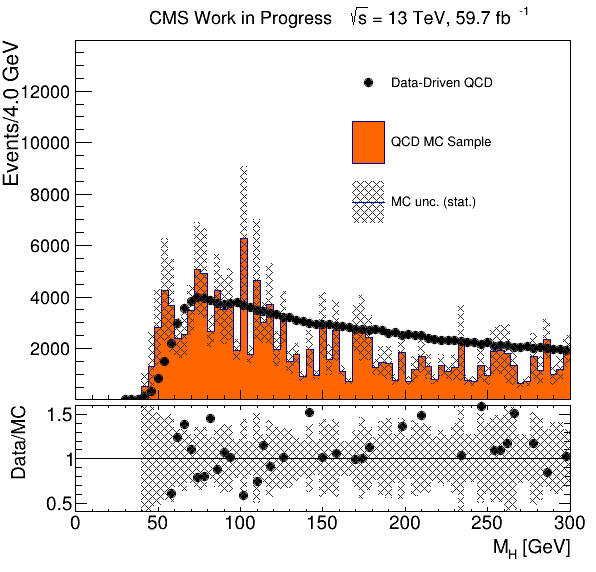 CMS Work in Progress √s = 13 TeV, 59.7 fb⁻¹
Events/4.0 GeV
12000
10000
8000
6000
4000
2000
Data-Driven QCD
QCD MC Sample
MC unc. (stat.)
Data/MC
1.5
1
0.5
0 50 100 150 200 250 300
M_H [GeV]